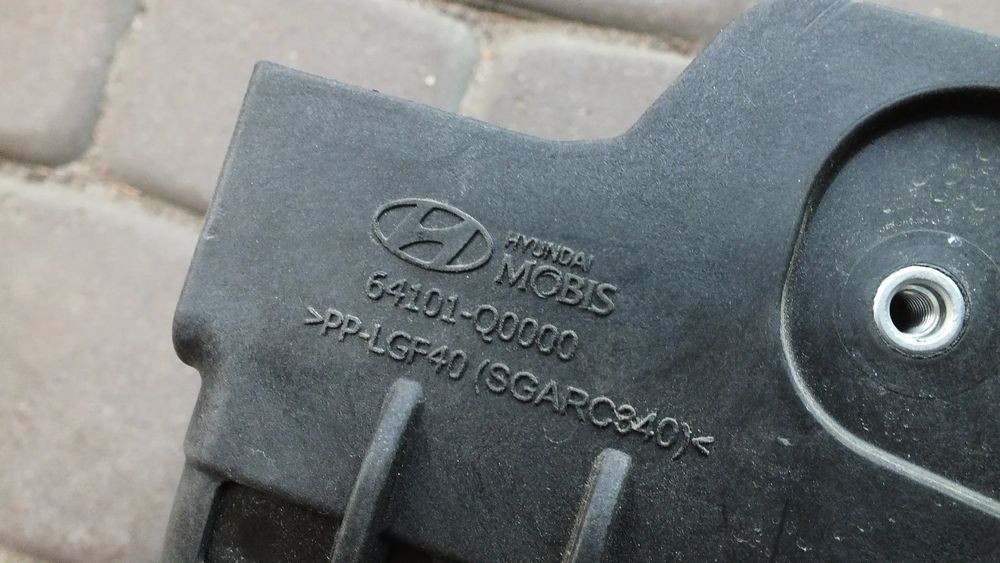 HYUNDAI
MOBIS
64101-Q0000
>PP-LGF40 (SGARC340)<